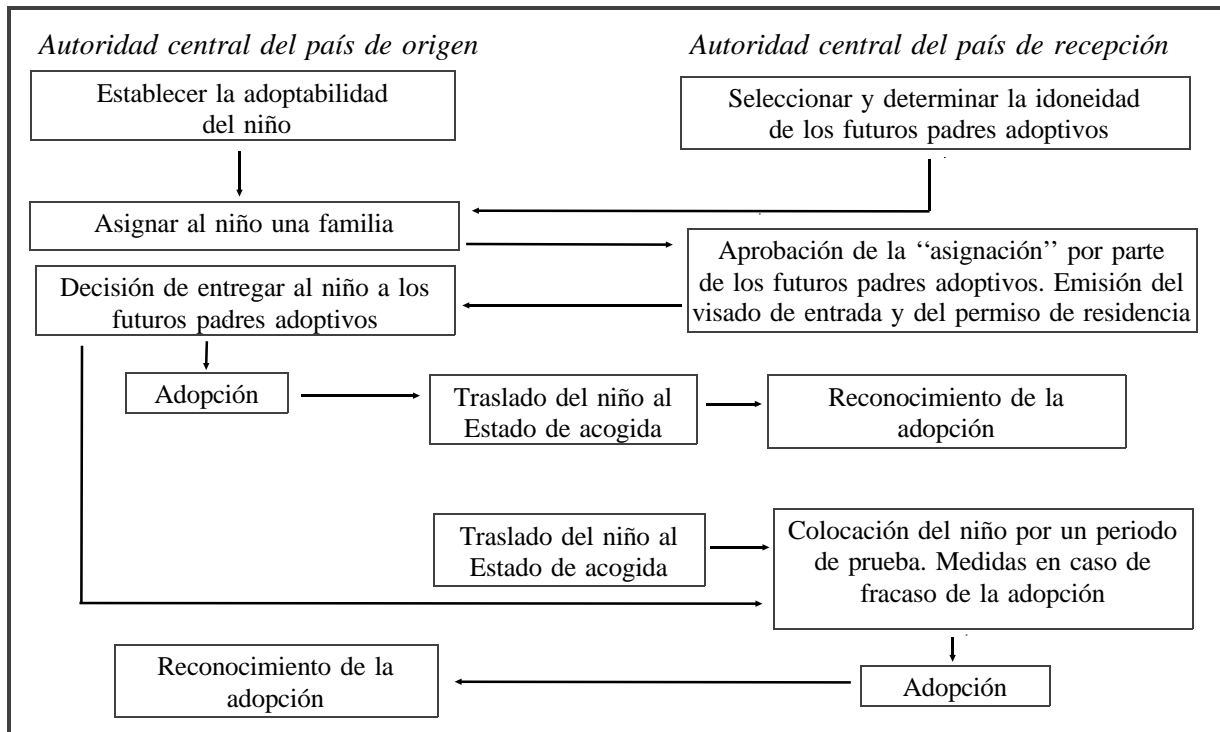 Autoridad central del país de origen
Autoridad central del país de recepción
Establecer la adoptabilidad
del niño
Seleccionar y determinar la idoneidad
de los futuros padres adoptivos
Asignar al niño una familia
Aprobación de la ‘‘asignación’’ por parte
de los futuros padres adoptivos. Emisión del
visado de entrada y del permiso de residencia
Decisión de entregar al niño a los
futuros padres adoptivos
Adopción
Traslado del niño al
Estado de acogida
Reconocimiento de la
adopción
Traslado del niño al
Estado de acogida
Colocación del niño por un periodo
de prueba. Medidas en caso de
fracaso de la adopción
Reconocimiento de la
adopción
Adopción